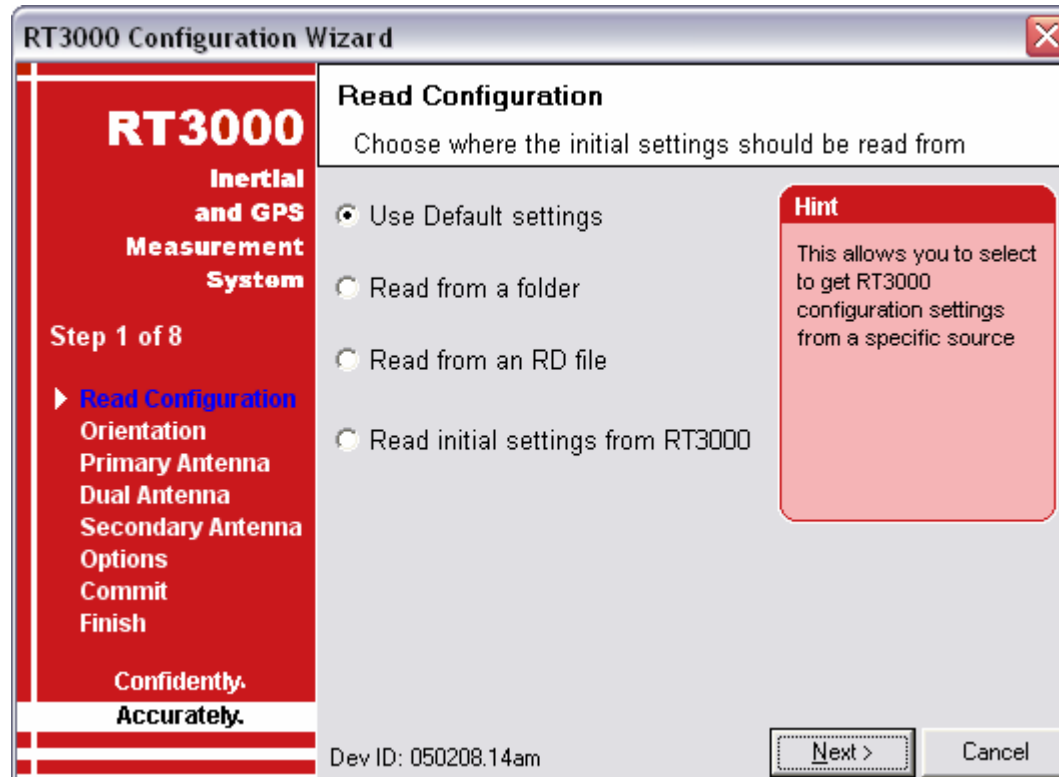 RT3000 Configuration Wizard
RT3000
Inertial
and GPS
Measurement
System
Step 1 of 8
Read Configuration
Orientation
Primary Antenna
Dual Antenna
Secondary Antenna
Options
Commit
Finish
Confidently.
Accurately.
Read Configuration
Choose where the initial settings should be read from
Use Default settings
Read from a folder
Read from an RD file
Read initial settings from RT3000
Hint
This allows you to select
to get RT3000
configuration settings
from a specific source
Dev ID: 050208.14am
Next >
Cancel